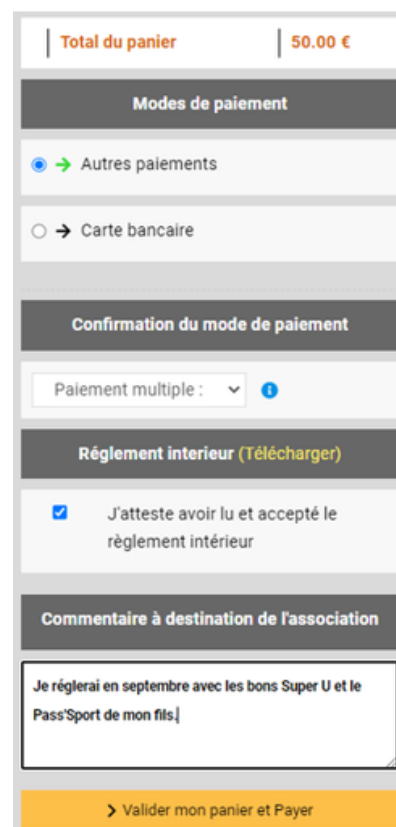 Total du panier 50.00 €
Modes de paiement
Autres paiements
Carte bancaire
Confirmation du mode de paiement
Paiement multiple :
Réglement interieur (Télécharger)
J'atteste avoir lu et accepté le
règlement intérieur
Commentaire à destination de l'association
Je réglerai en septembre avec les bons Super U et le
Pass'Sport de mon fils.
Valider mon panier et Payer